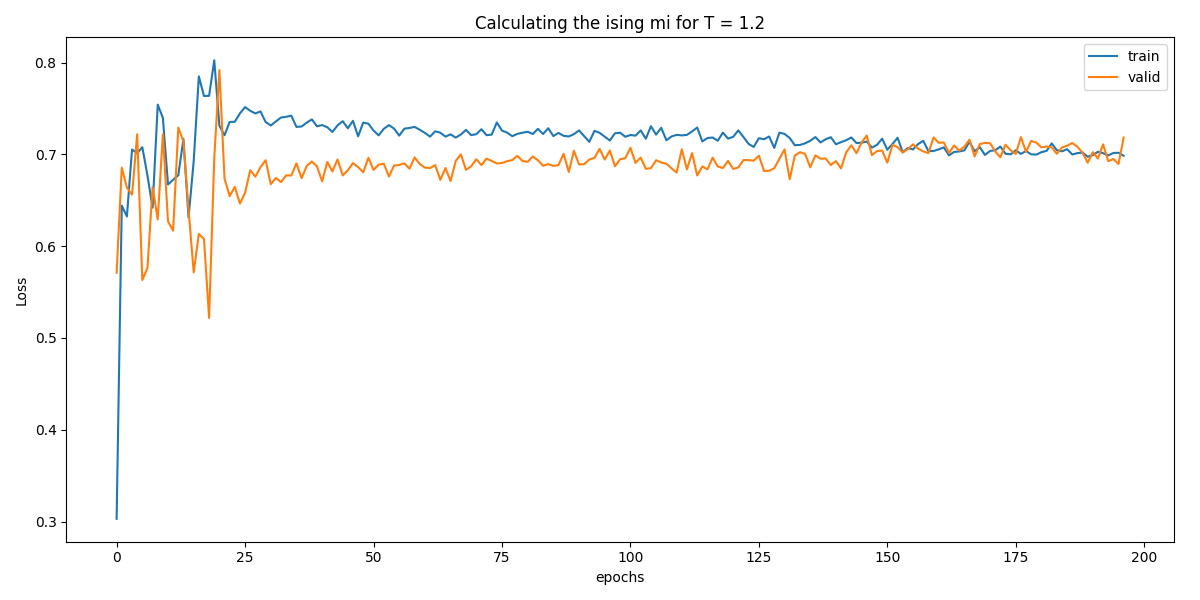 Calculating the ising mi for T = 1.2
train
valid
Loss
0.8
0.7
0.6
0.5
0.4
0.3
0 25 50 75 100 125 150 175 200
epochs